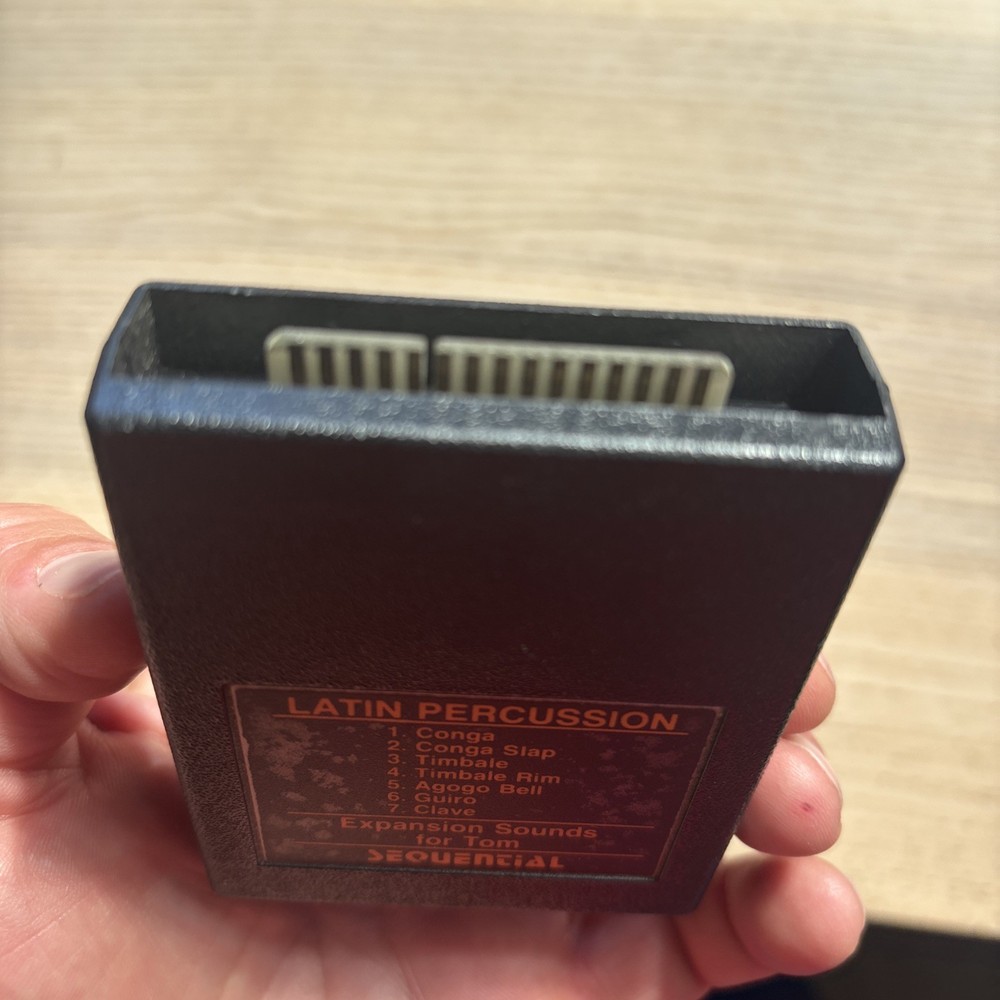 LATIN PERCUSSION
1. Conga
2. Conga Slap
3. Timbale
4. Timbale Rim
5. Agogo Bell
6. Guiro
7. Clave
Expansion Sounds
for Tom
SEQUENTIAL